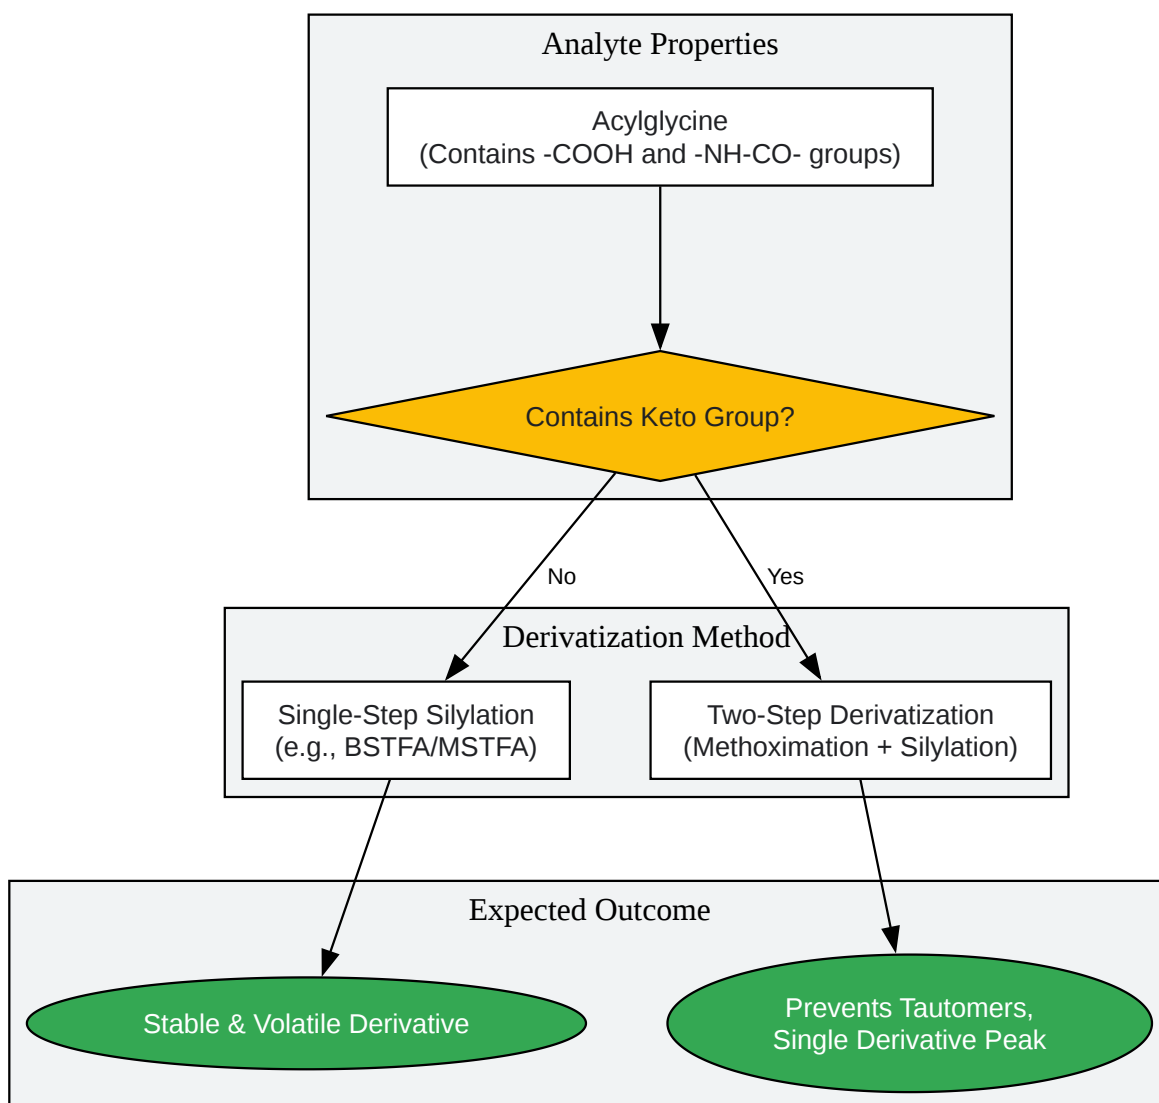 Analyte Properties
Acylglycine
(Contains -COOH and -NH-CO- groups)
Contains Keto Group?
No
Yes
Derivatization Method
Single-Step Silylation
(e.g., BSTFA/MSTFA)
Two-Step Derivatization
(Methoximation + Silylation)
Expected Outcome
Stable & Volatile Derivative
Prevents Tautomers,
Single Derivative Peak